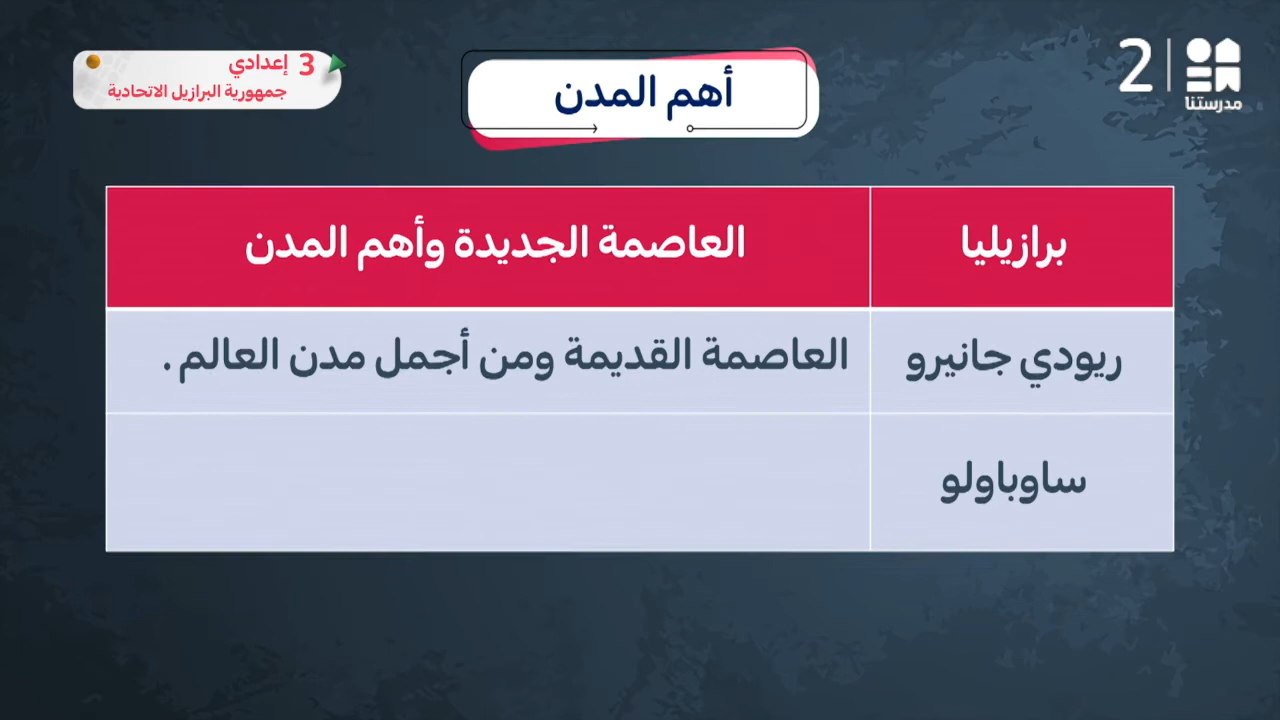 2
مدرستنا
3 إعدادي
جمهورية البرازيل الاتحادية
أهم المدن
برازيليا
العاصمة الجديدة وأهم المدن
ريودي جانيرو
العاصمة القديمة ومن أجمل مدن العالم .
ساوباولو